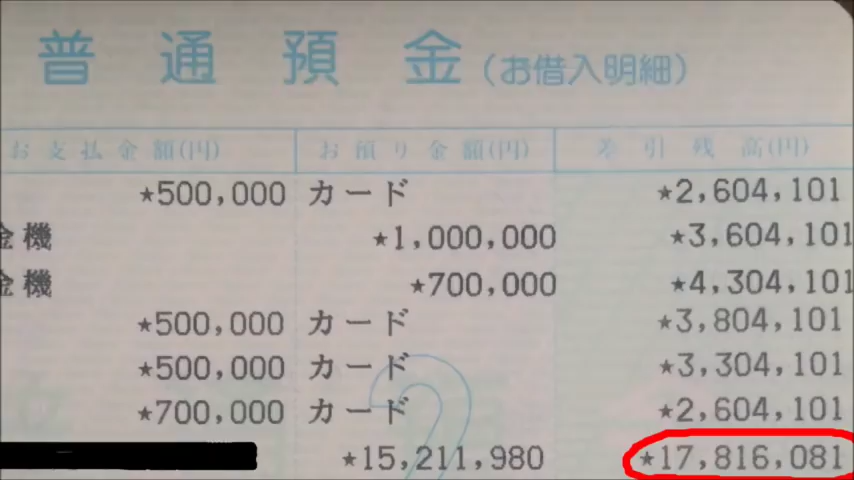 普通預金（お借入明細）
お支払金額(円) お預り金額(円) 差引残高(円)
★500,000 カード ★2,604,101
金機 ★1,000,000 ★3,604,101
金機 ★700,000 ★4,304,101
★500,000 カード ★3,804,101
★500,000 カード ★3,304,101
★700,000 カード ★2,604,101
★15,211,980 ★17,816,081